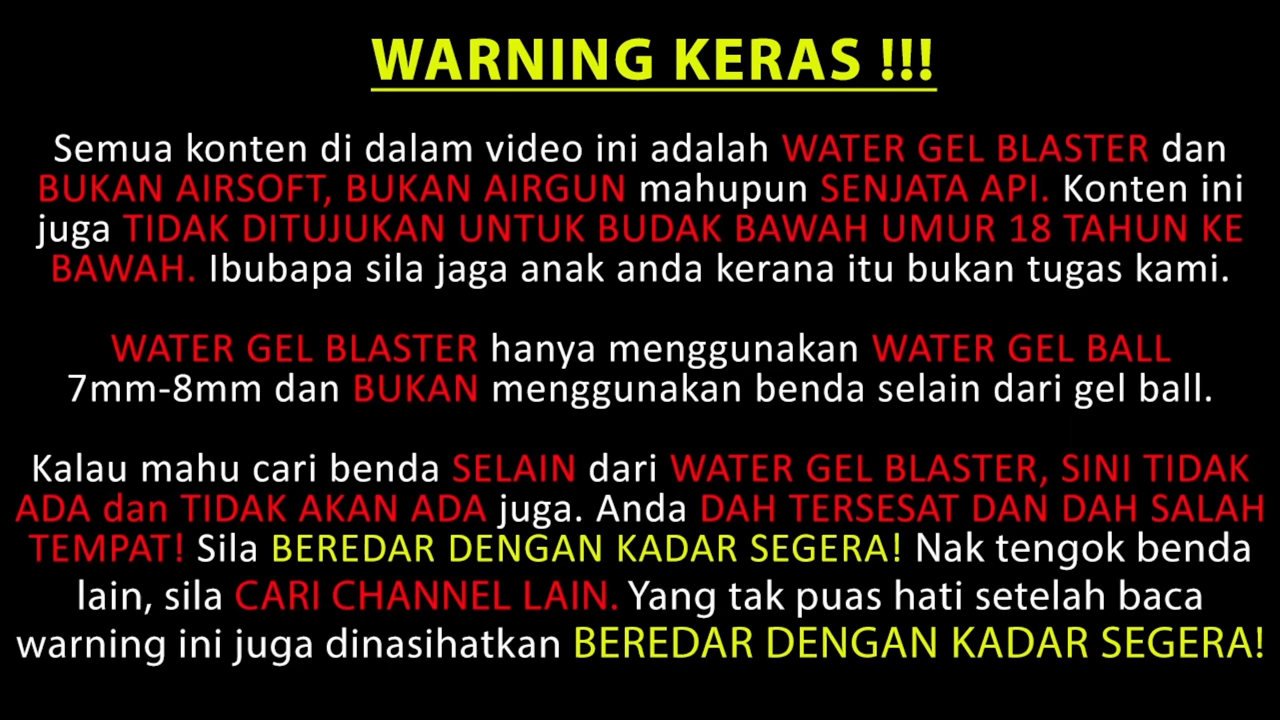 WARNING KERAS !!!
Semua konten di dalam video ini adalah WATER GEL BLASTER dan
BUKAN AIRSOFT, BUKAN AIRGUN mahupun SENJATA API. Konten ini
juga TIDAK DITUJUKAN UNTUK BUDAK BAWAH UMUR 18 TAHUN KE
BAWAH. Ibubapa sila jaga anak anda kerana itu bukan tugas kami.
WATER GEL BLASTER hanya menggunakan WATER GEL BALL
7mm-8mm dan BUKAN menggunakan benda selain dari gel ball.
Kalau mahu cari benda SELAIN dari WATER GEL BLASTER, SINI TIDAK
ADA dan TIDAK AKAN ADA juga. Anda DAH TERSESAT DAN DAH SALAH
TEMPAT! Sila BEREDAR DENGAN KADAR SEGERA! Nak tengok benda
lain, sila CARI CHANNEL LAIN. Yang tak puas hati setelah baca
warning ini juga dinasihatkan BEREDAR DENGAN KADAR SEGERA!